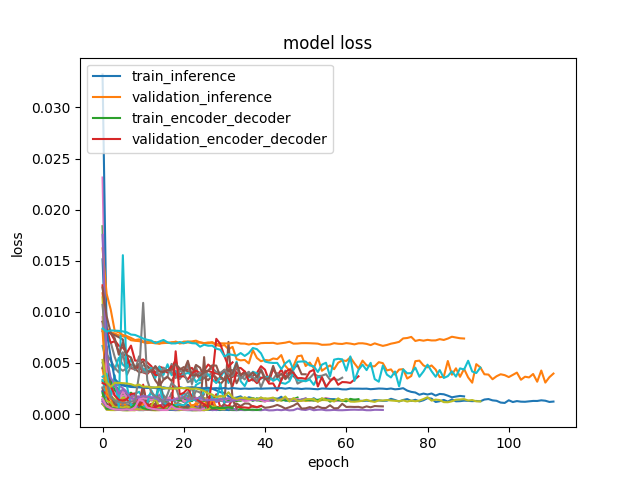 model loss
train_inference
validation_inference
train_encoder_decoder
validation_encoder_decoder
0.030
0.025
0.020
0.015
0.010
0.005
0.000
loss
0 20 40 60 80 100
epoch